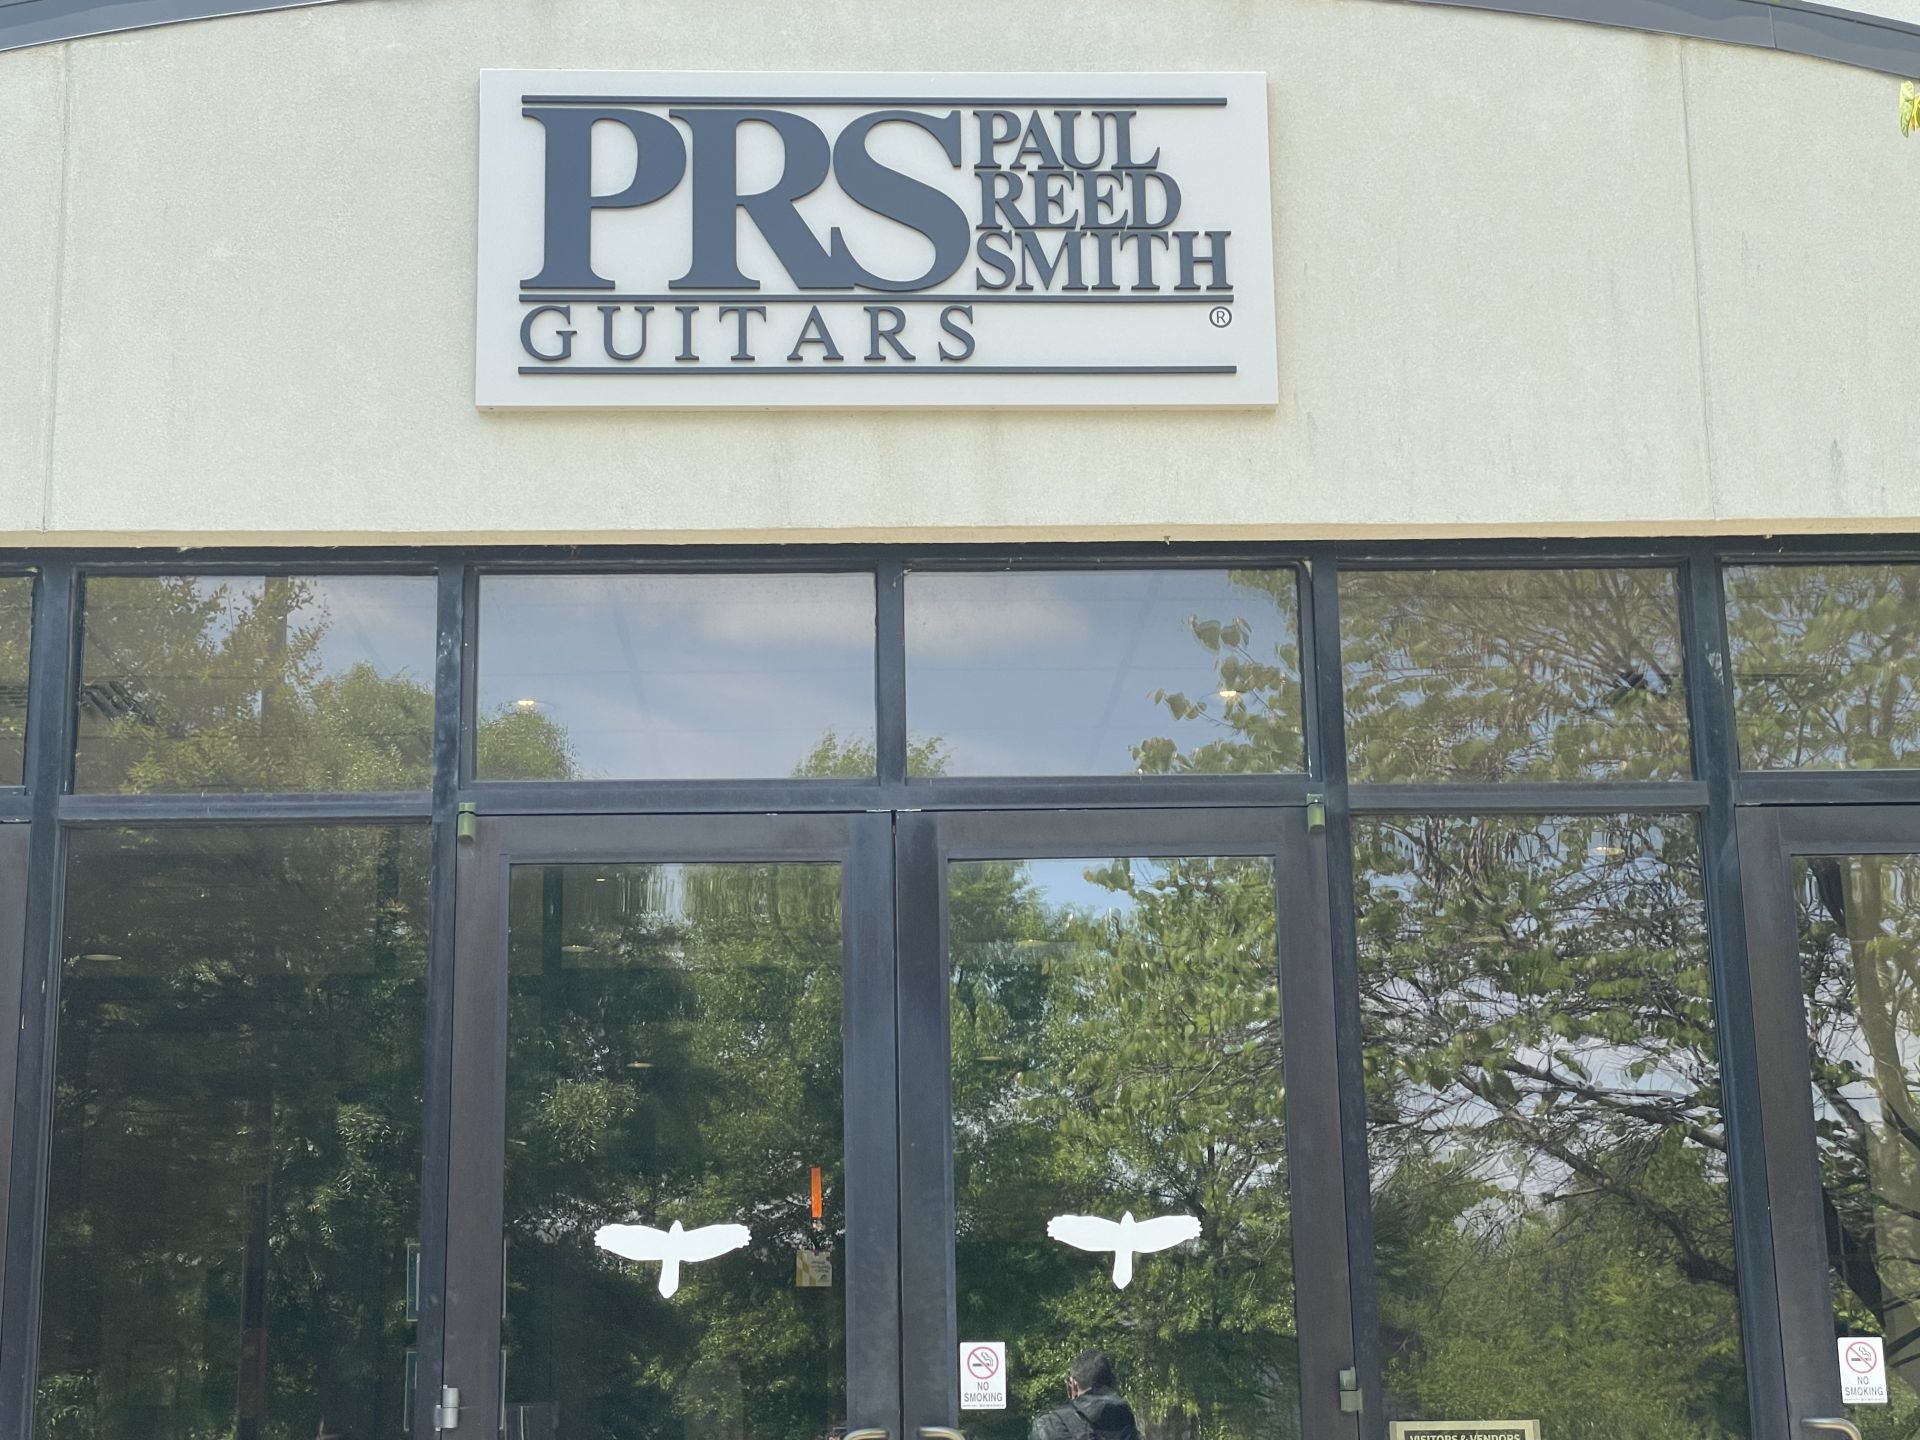 PRS PAUL
REED
SMITH
GUITARS ®
NO
SMOKING
NO
SMOKING
VISITORS & VENDORS